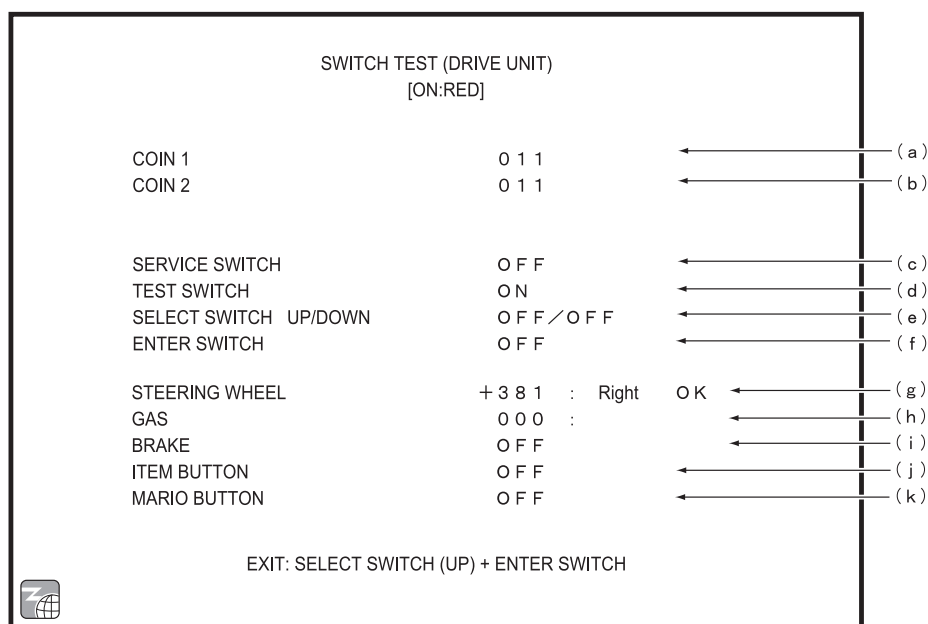 SWITCH TEST (DRIVE UNIT)
[ON:RED]
COIN 1 011 (a)
COIN 2 011 (b)
SERVICE SWITCH OFF (c)
TEST SWITCH ON (d)
SELECT SWITCH UP/DOWN OFF/OFF (e)
ENTER SWITCH OFF (f)
STEERING WHEEL +381 : Right OK (g)
GAS 000 : (h)
BRAKE OFF (i)
ITEM BUTTON OFF (j)
MARIO BUTTON OFF (k)
EXIT: SELECT SWITCH (UP) + ENTER SWITCH